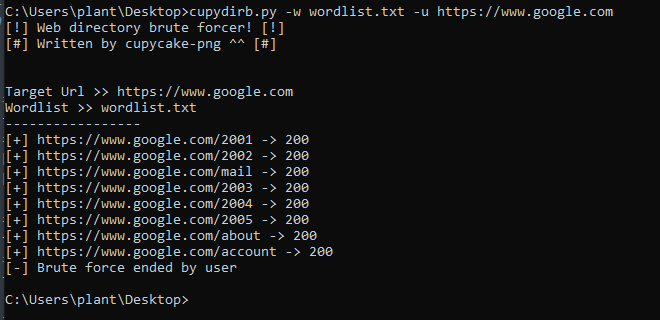 C:\Users\plant\Desktop>cupydirb.py -w wordlist.txt -u https://www.google.com
[!] Web directory brute forcer! [!]
[#] Written by cupycake-png ^^ [#]
Target Url >> https://www.google.com
Wordlist >> wordlist.txt
-----------------
[+] https://www.google.com/2001 -> 200
[+] https://www.google.com/2002 -> 200
[+] https://www.google.com/mail -> 200
[+] https://www.google.com/2003 -> 200
[+] https://www.google.com/2004 -> 200
[+] https://www.google.com/2005 -> 200
[+] https://www.google.com/about -> 200
[+] https://www.google.com/account -> 200
[-] Brute force ended by user
C:\Users\plant\Desktop>